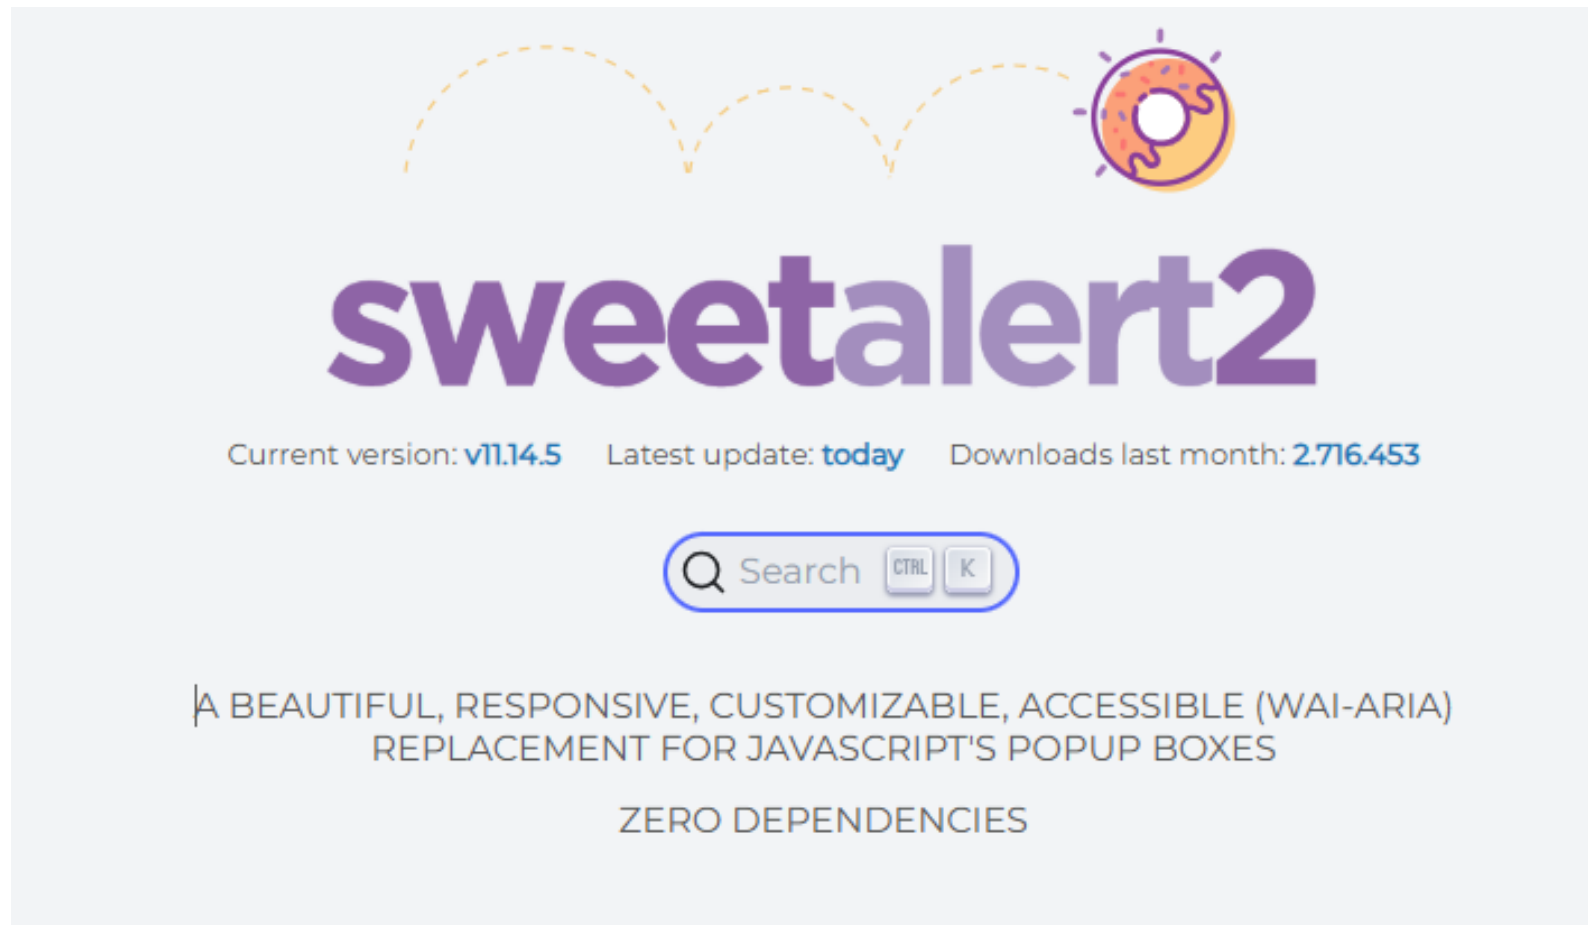 sweetalert2
Current version: v11.14.5 Latest update: today Downloads last month: 2.716.453
Search CTRL K
A BEAUTIFUL, RESPONSIVE, CUSTOMIZABLE, ACCESSIBLE (WAI-ARIA)
REPLACEMENT FOR JAVASCRIPT'S POPUP BOXES
ZERO DEPENDENCIES